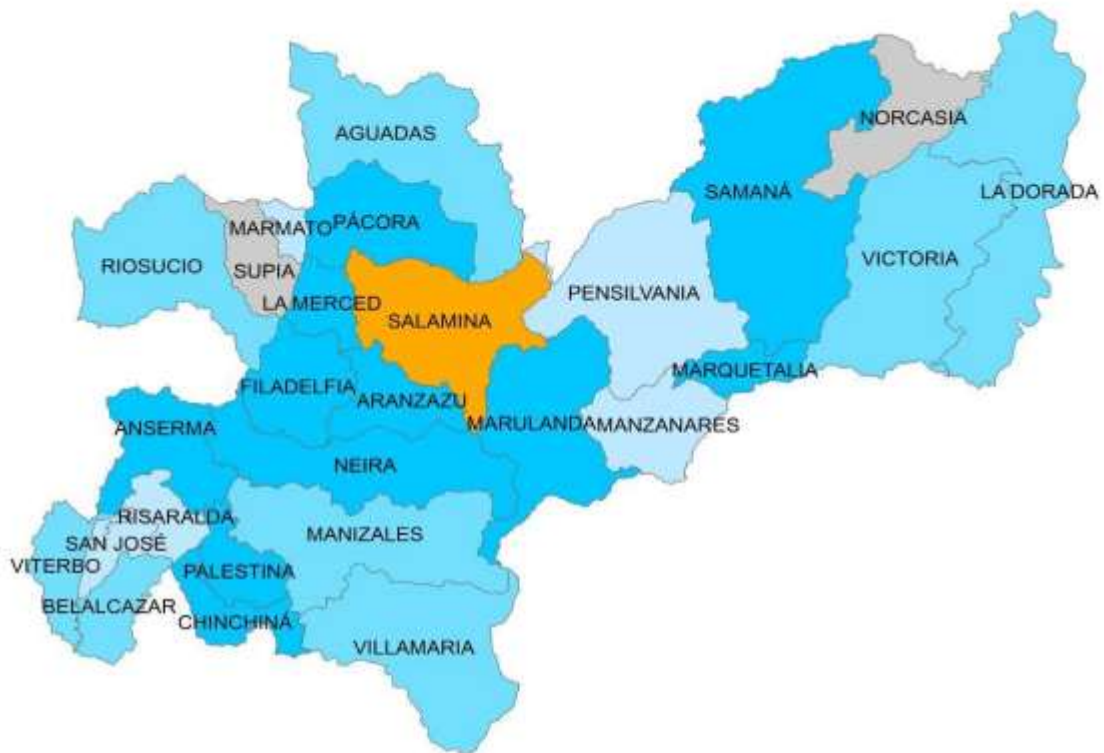 NORCASIA
AGUADAS
SAMANÁ
LA DORADA
PÁCORA
MARMATO
VICTORIA
RIOSUCIO
SUPIA
PENSILVANIA
LA MERCED
SALAMINA
MARQUETALIA
FILADELFIA
ARANZAZU
MARULANDA
MANZANARES
ANSERMA
NEIRA
RISARALDA
MANIZALES
SAN JOSÉ
VITERBO
PALESTINA
BELALCAZAR
CHINCHINÁ
VILLAMARIA